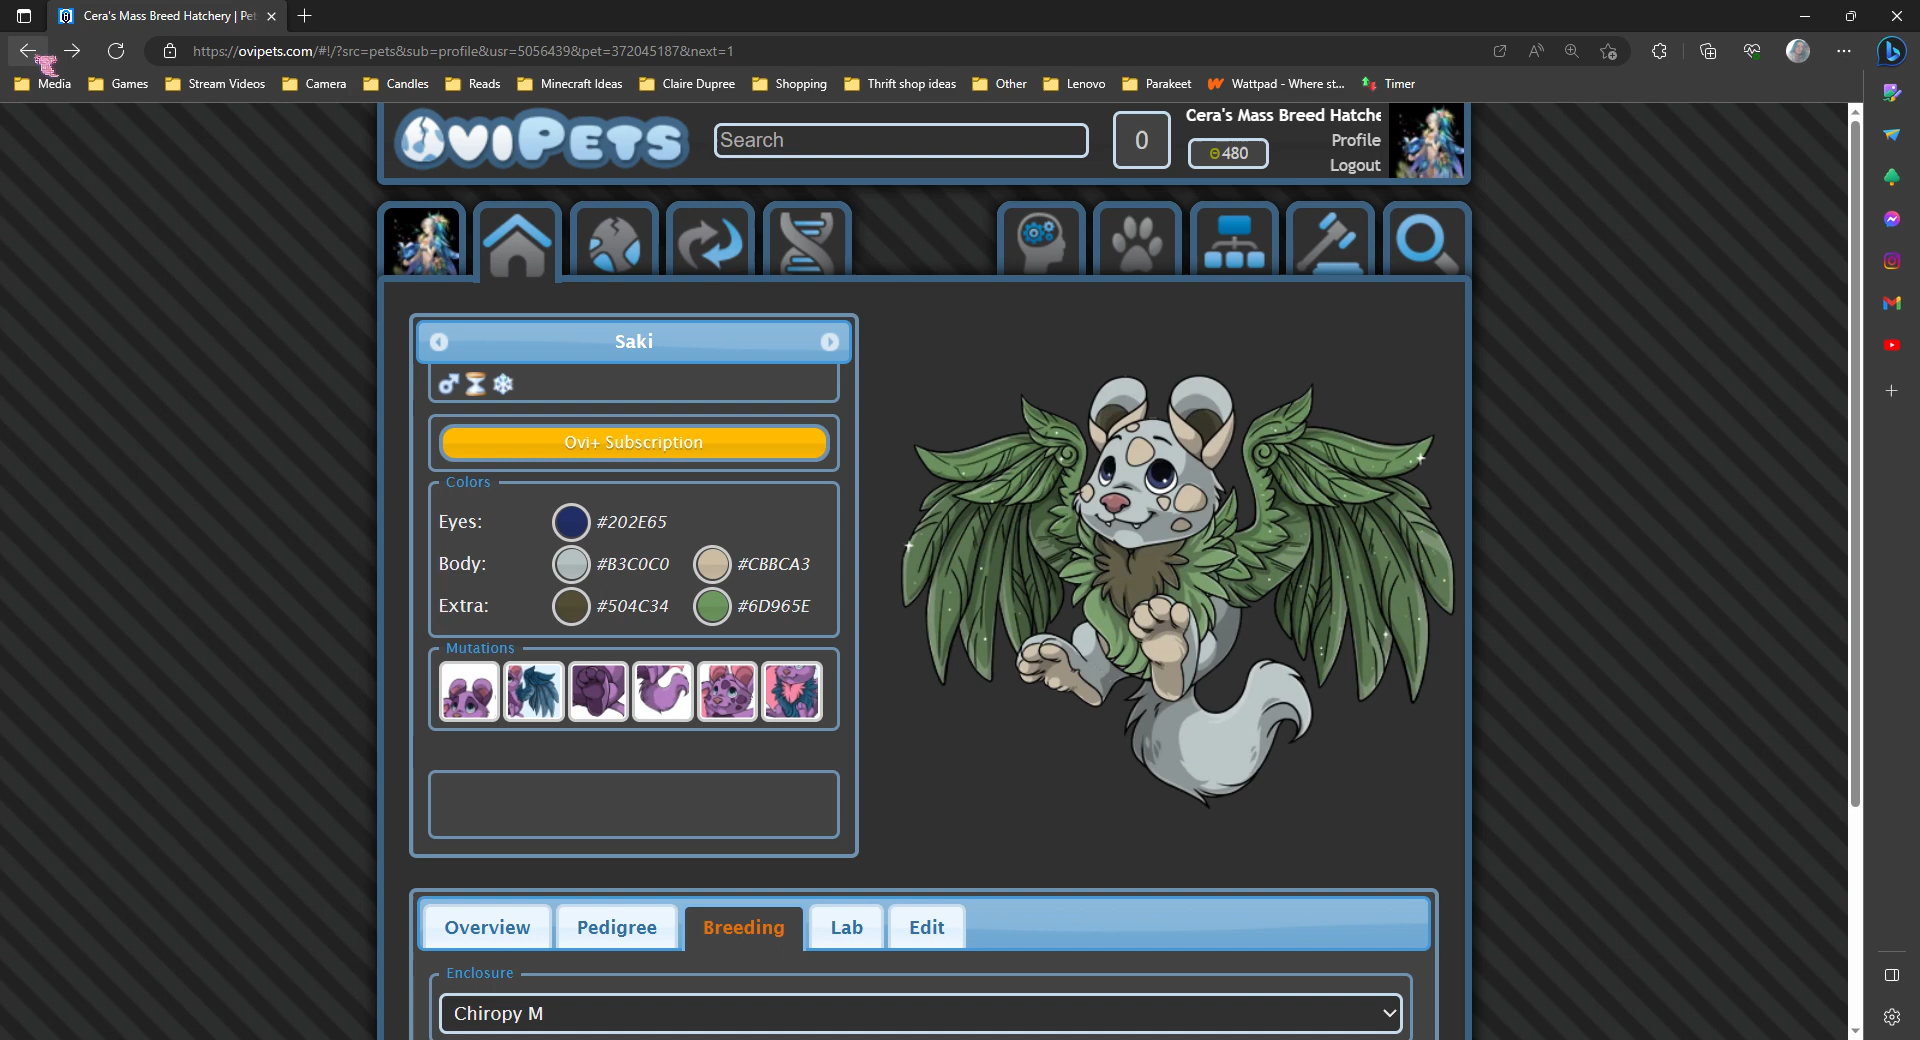 Cera's Mass Breed Hatchery | Pet
https://ovipets.com/#!/?src=pets&sub=profile&usr=5056439&pet=372045187&next=1
Media Games Stream Videos Camera Candles Reads Minecraft Ideas Claire Dupree Shopping Thrift shop ideas Other Lenovo Parakeet Wattpad - Where st... Timer
OviPets
Search
0
Cera's Mass Breed Hatche
480
Profile
Logout
Saki
Ovi+ Subscription
Colors
Eyes: #202E65
Body: #B3C0C0 #CBBCA3
Extra: #504C34 #6D965E
Mutations
Overview Pedigree Breeding Lab Edit
Enclosure
Chiropy M